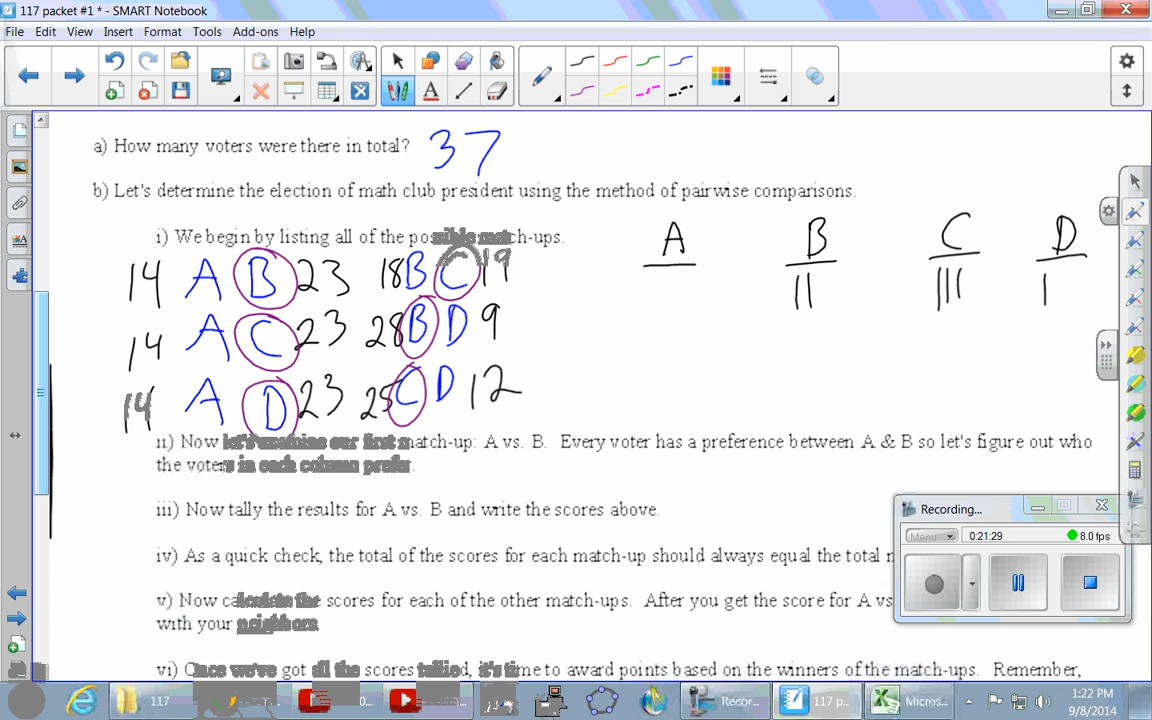 117 packet #1 * - SMART Notebook
File Edit View Insert Format Tools Add-ons Help
a) How many voters were there in total? 37
b) Let's determine the election of math club president using the method of pairwise comparisons.
i) We begin by listing all of the possible match-ups.
A B C D
II III I
14 A B 23 18 B C 19
14 A C 23 28 B D 9
14 A D 23 25 C D 12
ii) Now let's examine our first match-up: A vs. B. Every voter has a preference between A & B so let's figure out who
the voters in each column prefer.
iii) Now tally the results for A vs. B and write the scores above.
iv) As a quick check, the total of the scores for each match-up should always equal the total
v) Now calculate the scores for each of the other match-ups. After you get the score for A vs
with your neighbors.
vi) Once we've got all the scores tallied, it's time to award points based on the winners of the match-ups. Remember,
Recording...
Menu 0:21:29 8.0 fps
117 Recor... 117 p... Micros...
1:22 PM
9/8/2014